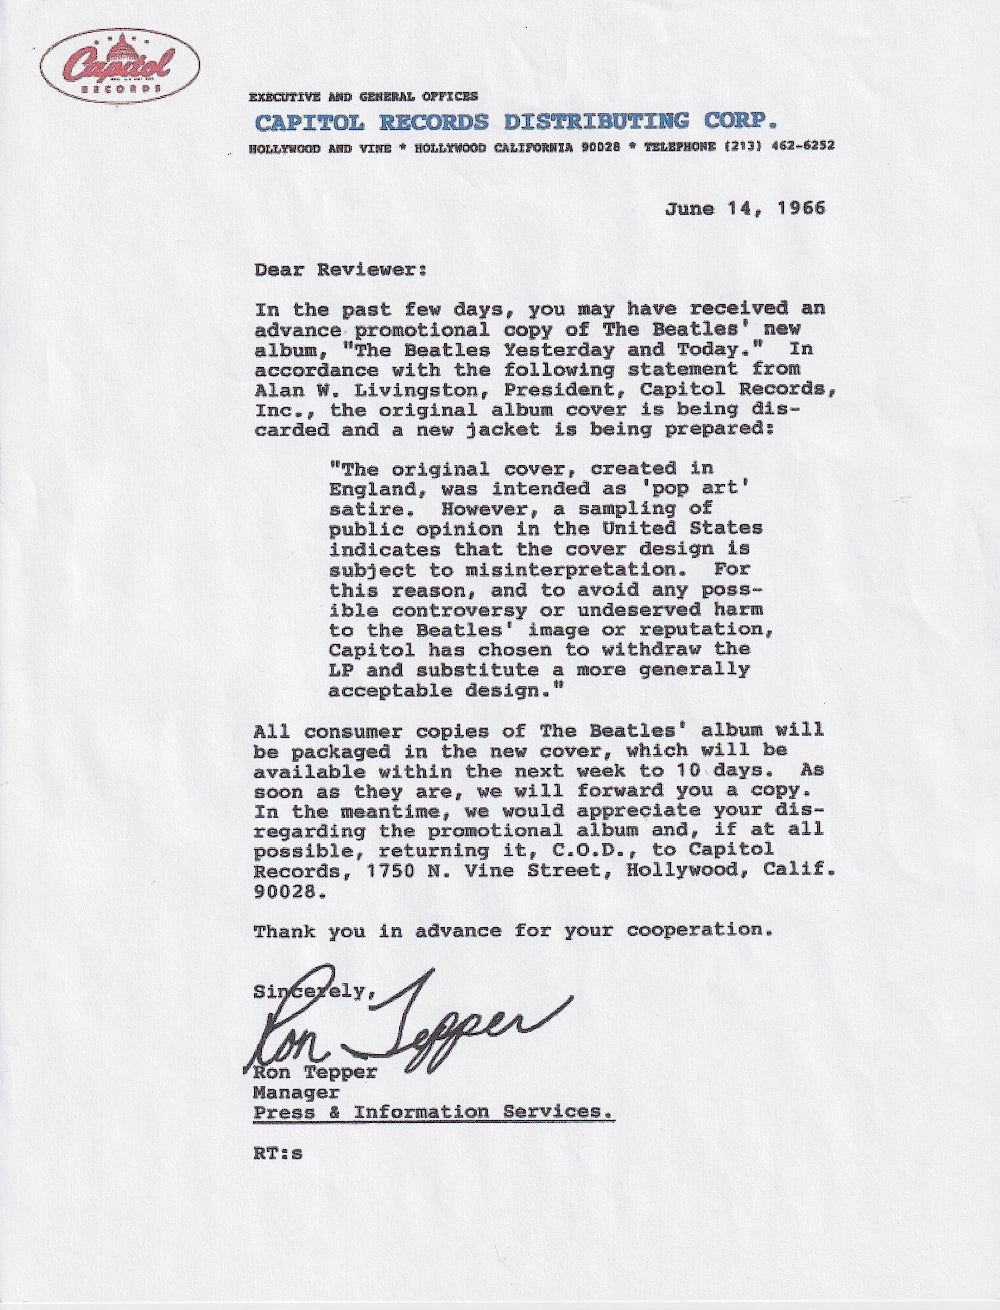 Capitol
RECORDS
EXECUTIVE AND GENERAL OFFICES
CAPITOL RECORDS DISTRIBUTING CORP.
HOLLYWOOD AND VINE * HOLLYWOOD CALIFORNIA 90028 * TELEPHONE (213) 462-6252
June 14, 1966
Dear Reviewer:
In the past few days, you may have received an
advance promotional copy of The Beatles' new
album, "The Beatles Yesterday and Today." In
accordance with the following statement from
Alan W. Livingston, President, Capitol Records,
Inc., the original album cover is being dis-
carded and a new jacket is being prepared:
"The original cover, created in
England, was intended as 'pop art'
satire. However, a sampling of
public opinion in the United States
indicates that the cover design is
subject to misinterpretation. For
this reason, and to avoid any poss-
ible controversy or undeserved harm
to the Beatles' image or reputation,
Capitol has chosen to withdraw the
LP and substitute a more generally
acceptable design."
All consumer copies of The Beatles' album will
be packaged in the new cover, which will be
available within the next week to 10 days. As
soon as they are, we will forward you a copy.
In the meantime, we would appreciate your dis-
regarding the promotional album and, if at all
possible, returning it, C.O.D., to Capitol
Records, 1750 N. Vine Street, Hollywood, Calif.
90028.
Thank you in advance for your cooperation.
Sincerely,
Ron Tepper
Ron Tepper
Manager
Press & Information Services.
RT:s